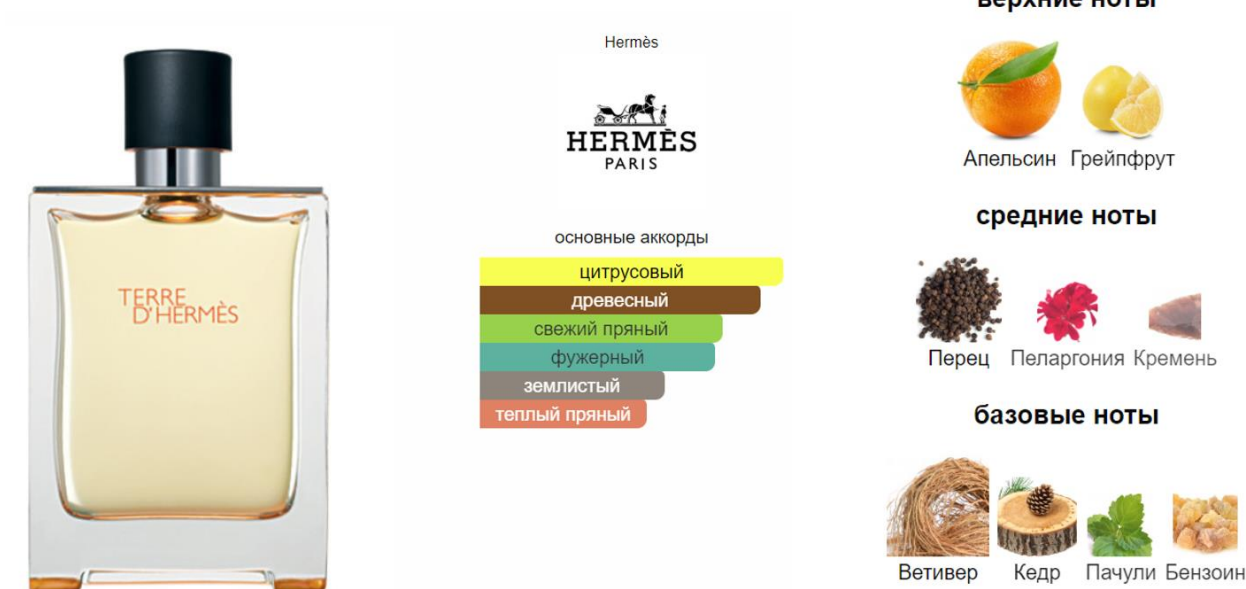 TERRE
D'HERMÈS
Hermès
HERMÈS
PARIS
основные аккорды
цитрусовый
древесный
свежий пряный
фужерный
землистый
теплый пряный
верхние ноты
Апельсин Грейпфрут
средние ноты
Перец Пеларгония Кремень
базовые ноты
Ветивер Кедр Пачули Бензоин